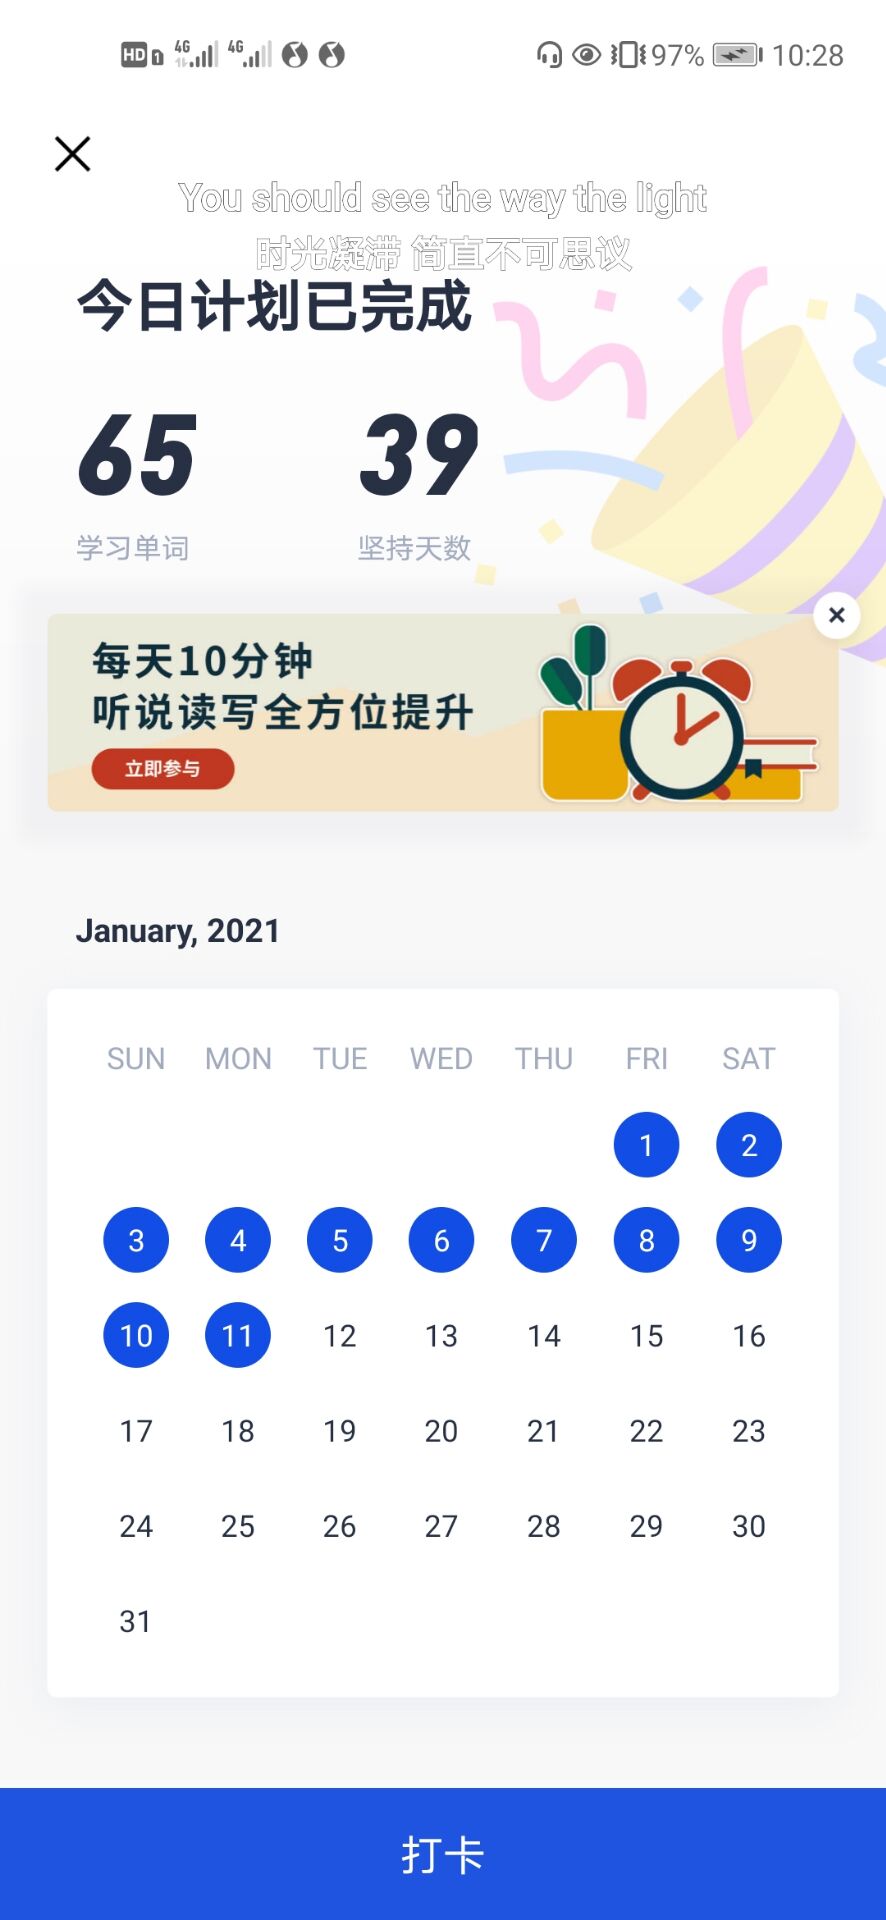 HD 1 4G 4G 97% 10:28
You should see the way the light
时光凝滞 简直不可思议
今日计划已完成
65 39
学习单词 坚持天数
每天10分钟
听说读写全方位提升
立即参与
January, 2021
SUN MON TUE WED THU FRI SAT
1 2
3 4 5 6 7 8 9
10 11 12 13 14 15 16
17 18 19 20 21 22 23
24 25 26 27 28 29 30
31
打卡